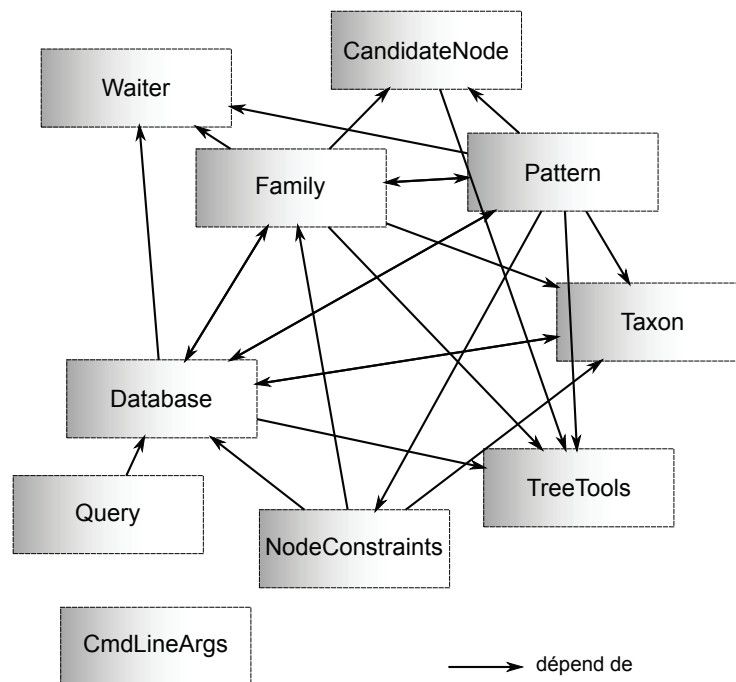 CandidateNode
Waiter
Pattern
Family
Taxon
Database
TreeTools
Query
NodeConstraints
CmdLineArgs
dépend de